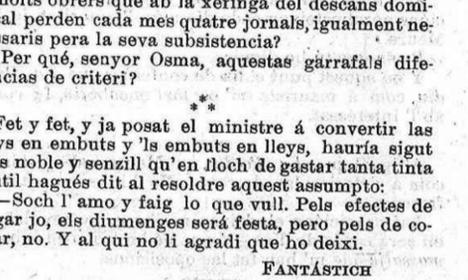 molts obrers que ab la xeringa del descans domi-
cal perden cada mes quatre jornals, igualment ne-
saris pera la seva subsistencia?
Per qué, senyor Osma, aquestas garrafals dife-
ncias de criteri?
***
Fet y fet, y ja posat el ministre á convertir las
ys en embuts y 'ls embuts en lleys, hauría sigut
s noble y senzill qu'en lloch de gastar tanta tinta
útil hagués dit al resoldre aquest assumpto:
—Soch l' amo y faig lo que vull. Pels efectes de
gar jo, els diumenges será festa, pero pels de co-
ar, no. Y al qui no li agradi que ho deixi.
FANTÁSTICH